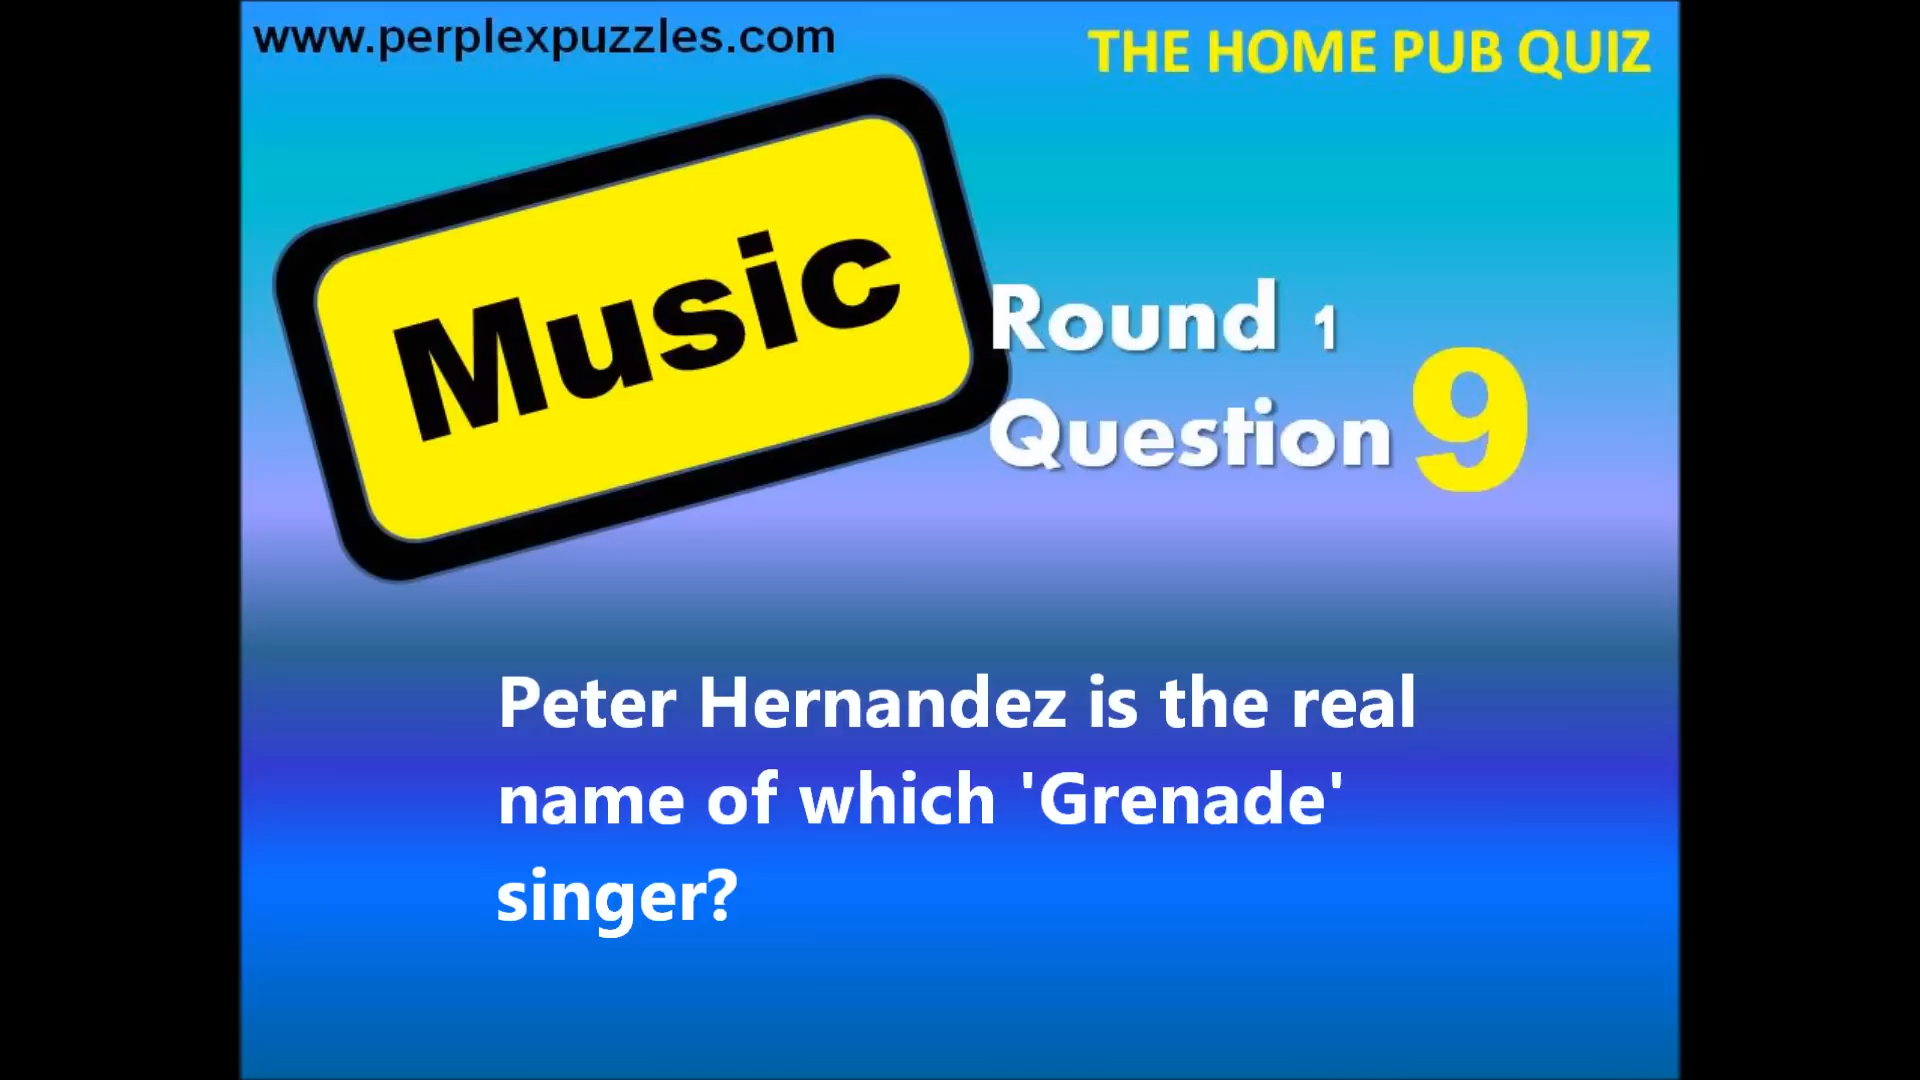 www.perplexpuzzles.com
THE HOME PUB QUIZ
Music
Round 1
Question 9
Peter Hernandez is the real
name of which 'Grenade'
singer?